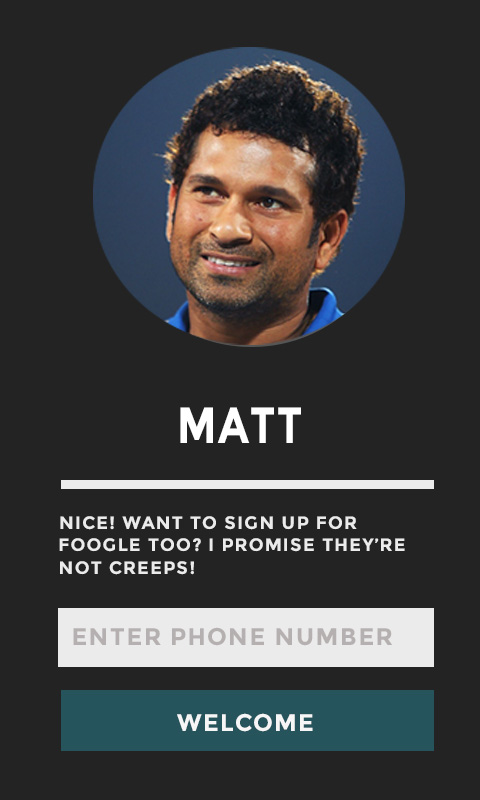 MATT
NICE! WANT TO SIGN UP FOR
FOOGLE TOO? I PROMISE THEY'RE
NOT CREEPS!
ENTER PHONE NUMBER
WELCOME